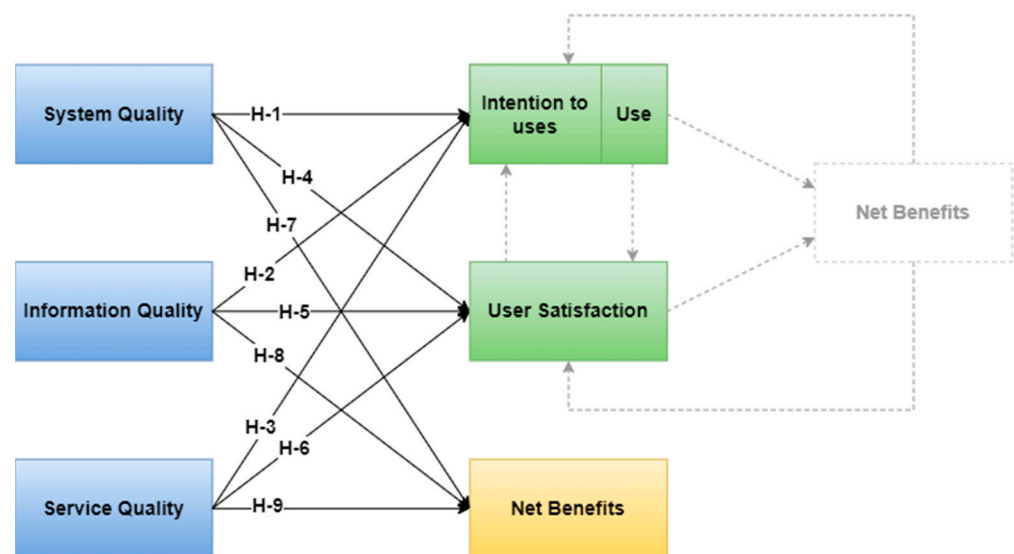 System Quality
H-1
Intention to
uses
Use
H-4
Net Benefits
H-7
H-2
Information Quality
H-5
User Satisfaction
H-8
H-3
H-6
Service Quality
H-9
Net Benefits